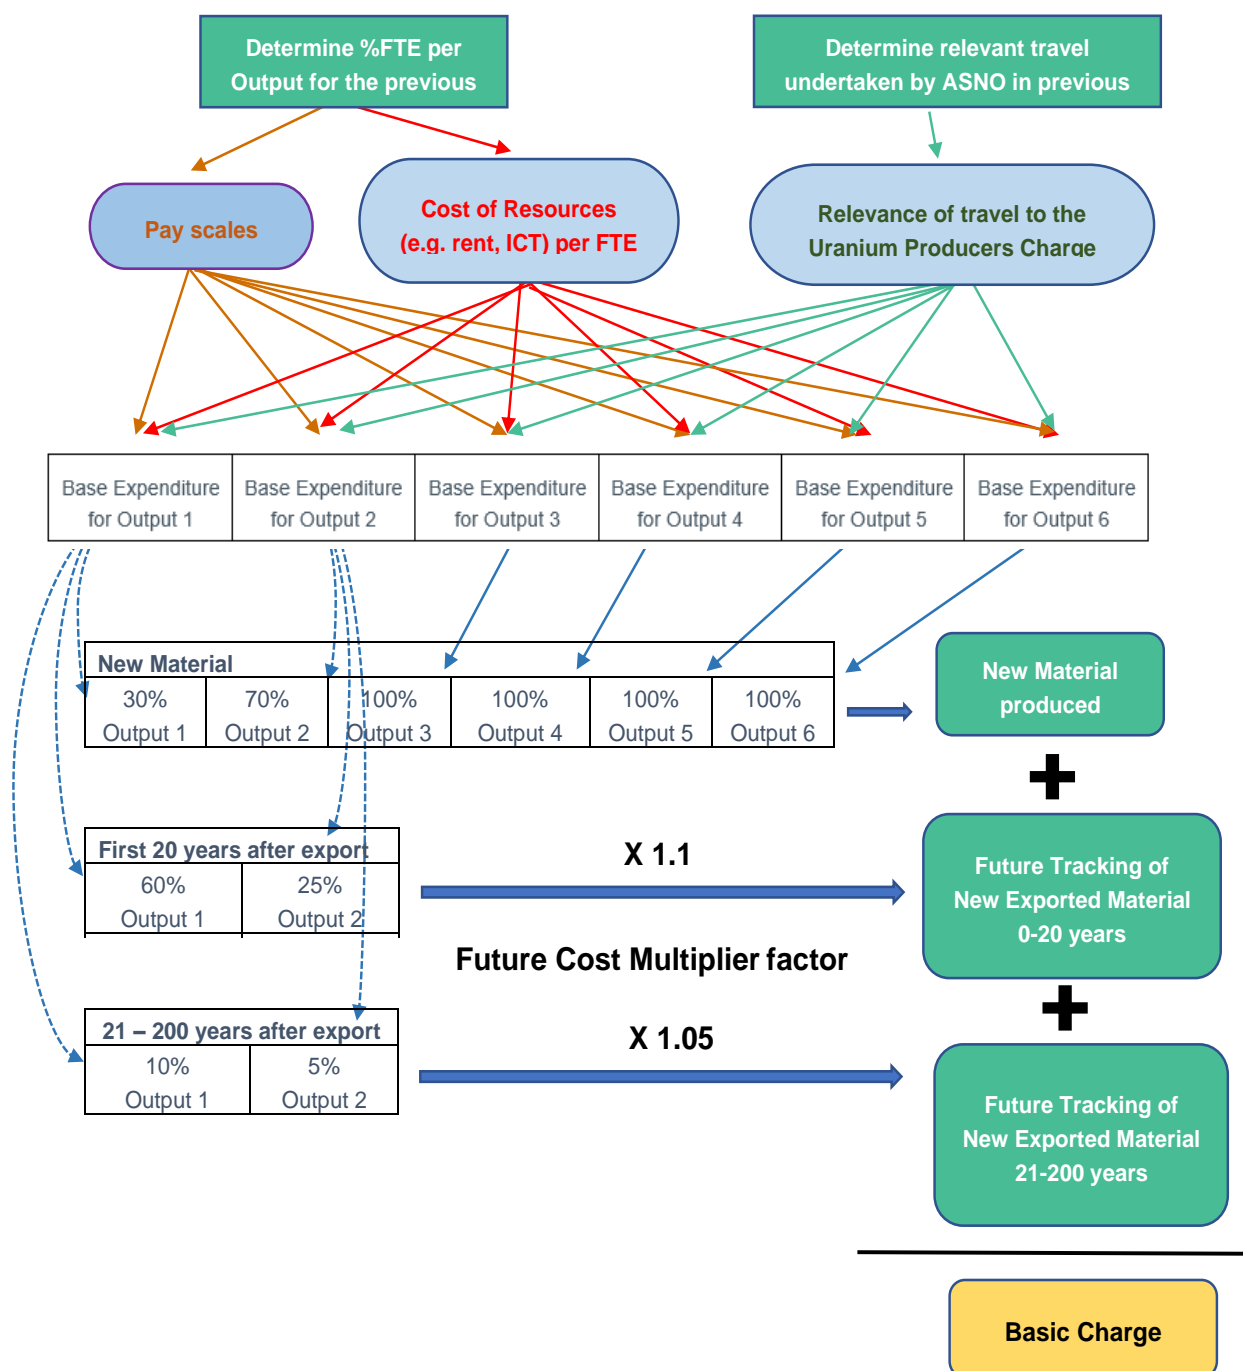 Determine %FTE per
Output for the previous
Determine relevant travel
undertaken by ASNO in previous
Pay scales
Cost of Resources
(e.g. rent, ICT) per FTE
Relevance of travel to the
Uranium Producers Charge
Base Expenditure
for Output 1
Base Expenditure
for Output 2
Base Expenditure
for Output 3
Base Expenditure
for Output 4
Base Expenditure
for Output 5
Base Expenditure
for Output 6
New Material
30%
Output 1
70%
Output 2
100%
Output 3
100%
Output 4
100%
Output 5
100%
Output 6
New Material
produced
First 20 years after export
60%
Output 1
25%
Output 2
X 1.1
Future Tracking of
New Exported Material
0-20 years
Future Cost Multiplier factor
21 – 200 years after export
10%
Output 1
5%
Output 2
X 1.05
Future Tracking of
New Exported Material
21-200 years
Basic Charge